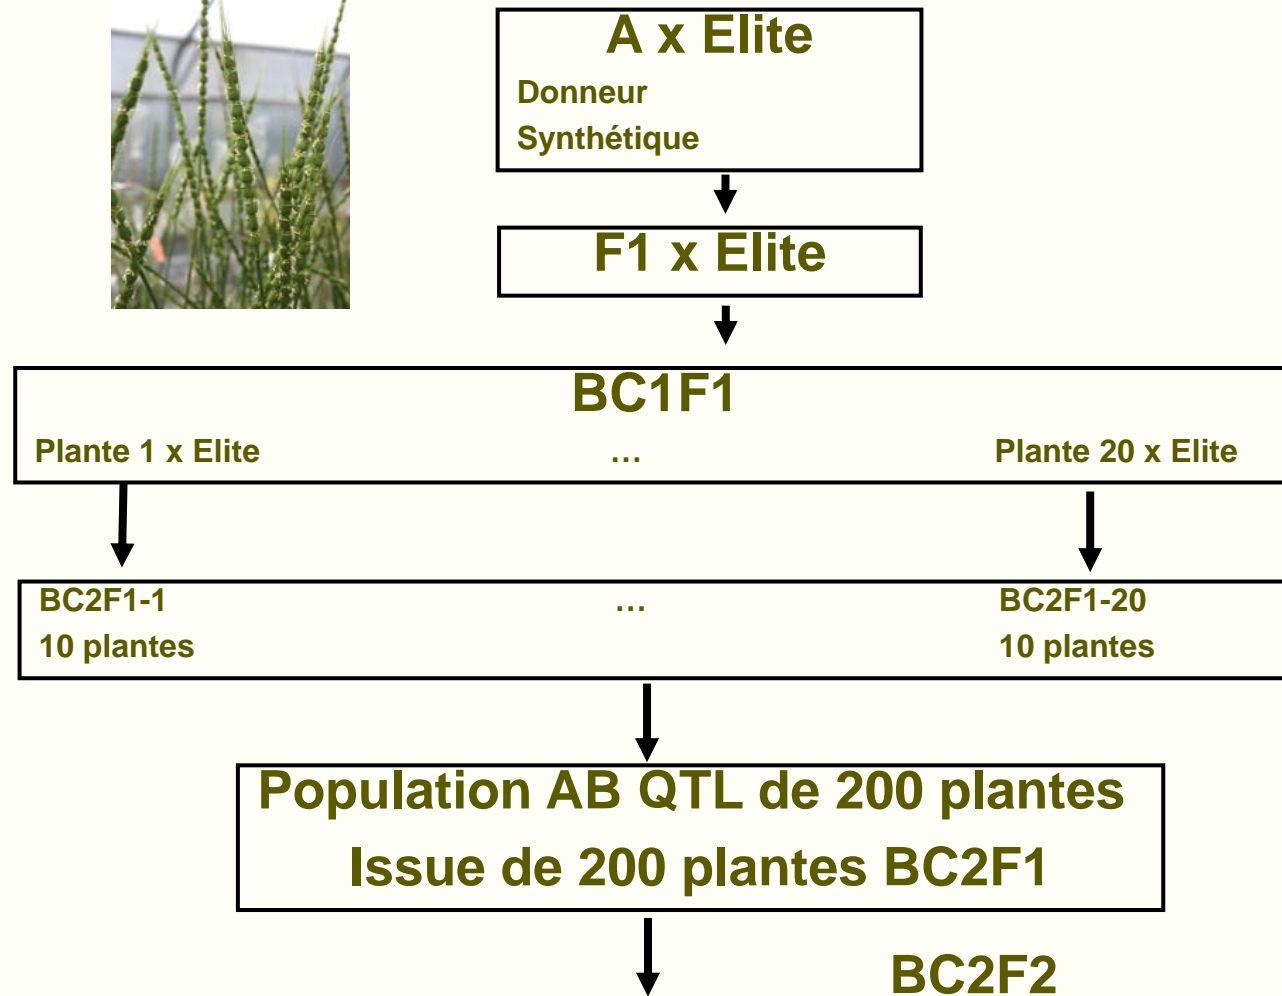 A x Elite
Donneur
Synthétique
F1 x Elite
BC1F1
Plante 1 x Elite … Plante 20 x Elite
BC2F1-1 … BC2F1-20
10 plantes 10 plantes
Population AB QTL de 200 plantes
Issue de 200 plantes BC2F1
BC2F2